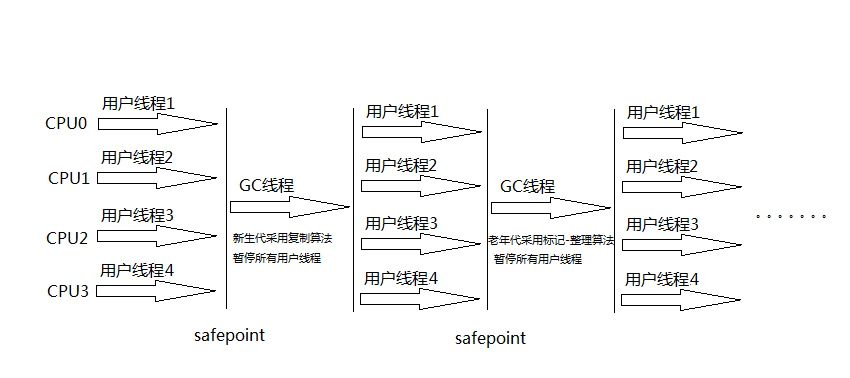 CPU0
用户线程1
CPU1
用户线程2
CPU2
用户线程3
CPU3
用户线程4
GC线程
新生代采用复制算法
暂停所有用户线程
safepoint
用户线程1
用户线程2
用户线程3
用户线程4
GC线程
老年代采用标记-整理算法
暂停所有用户线程
safepoint
用户线程1
用户线程2
用户线程3
用户线程4
.......